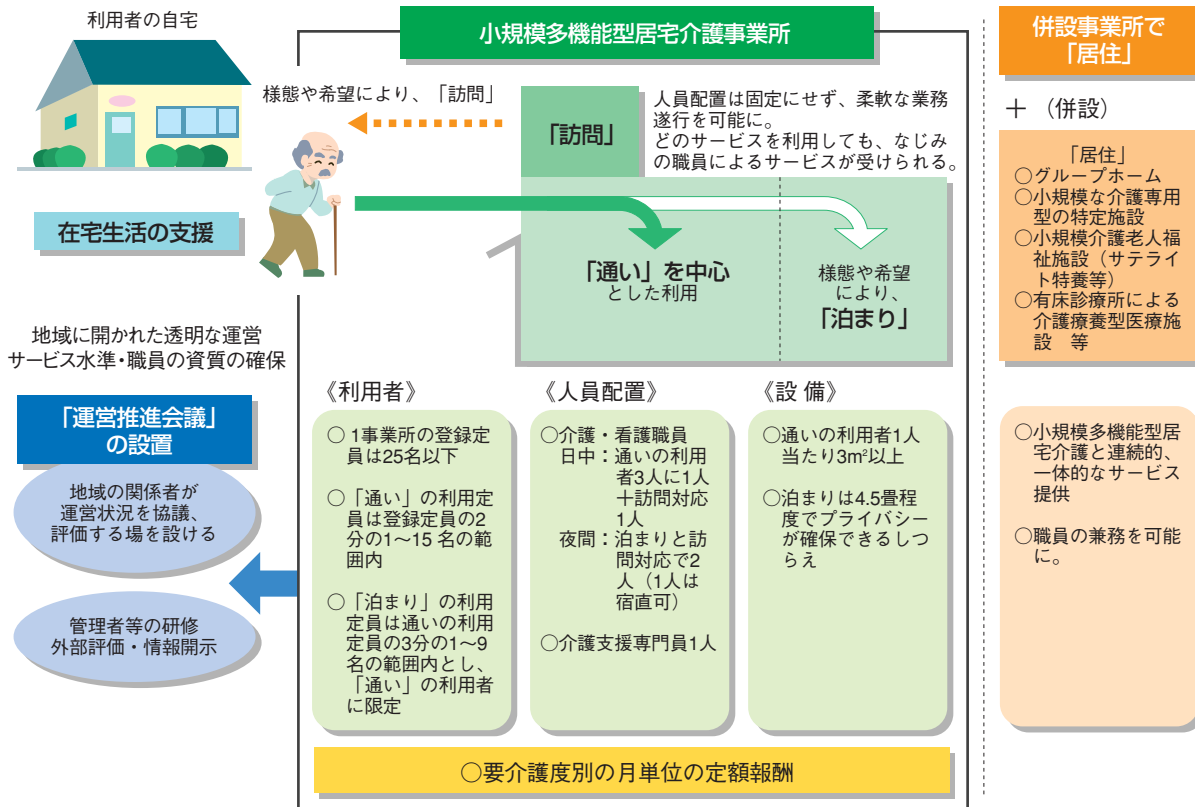 利用者の自宅
小規模多機能型居宅介護事業所
併設事業所で
「居住」
様態や希望により、「訪問」
「訪問」
人員配置は固定にせず、柔軟な業務
遂行を可能に。
どのサービスを利用しても、なじみ
の職員によるサービスが受けられる。
在宅生活の支援
「通い」を中心
とした利用
様態や希望
により、
「泊まり」
＋（併設）
「居住」
○グループホーム
○小規模な介護専用
型の特定施設
○小規模介護老人福
祉施設（サテライ
ト特養等）
○有床診療所による
介護療養型医療施
設　等
地域に開かれた透明な運営
サービス水準・職員の資質の確保
「運営推進会議」
の設置
地域の関係者が
運営状況を協議、
評価する場を設ける
管理者等の研修
外部評価・情報開示
《利用者》
○ 1事業所の登録定
員は25名以下
○「通い」の利用定
員は登録定員の2
分の1～15 名の範
囲内
○「泊まり」の利用
定員は通いの利用
定員の3分の1～9
名の範囲内とし、
「通い」の利用者
に限定
《人員配置》
○介護・看護職員
日中：通いの利用
者3人に1人
＋訪問対応
1人
夜間：泊まりと訪
問対応で2
人（1人は
宿直可）
○介護支援専門員1人
《設 備》
○通いの利用者1人
当たり3m²以上
○泊まりは4.5畳程
度でプライバシー
が確保できるしつ
らえ
○小規模多機能型居
宅介護と連続的、
一体的なサービス
提供
○職員の兼務を可能
に。
○要介護度別の月単位の定額報酬